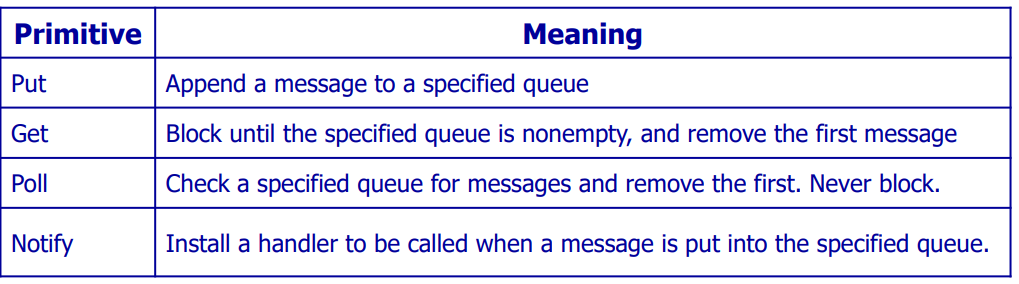 Primitive Meaning
Put Append a message to a specified queue
Get Block until the specified queue is nonempty, and remove the first message
Poll Check a specified queue for messages and remove the first. Never block.
Notify Install a handler to be called when a message is put into the specified queue.